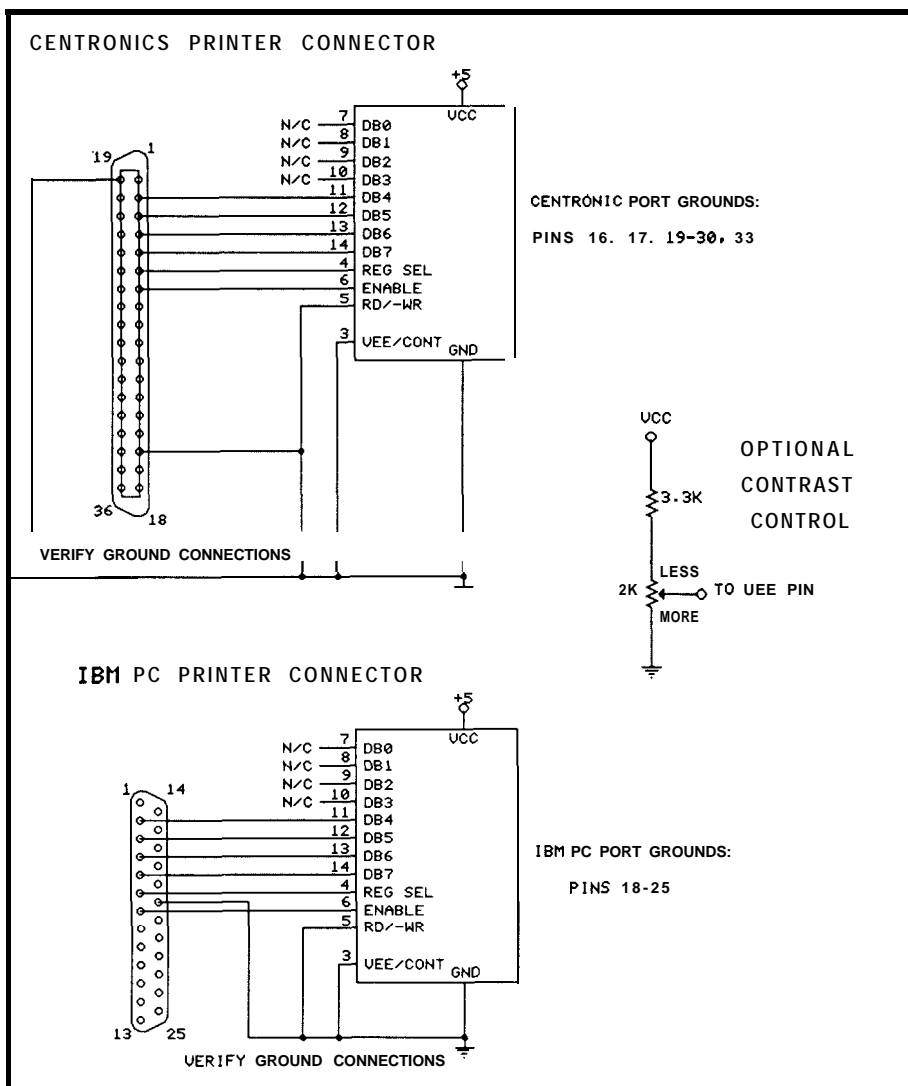 CENTRONICS PRINTER CONNECTOR
+5
VCC
N/C 7 DB0
N/C 8 DB1
N/C 9 DB2
N/C 10 DB3
11 DB4
12 DB5
13 DB6
14 DB7
4 REG SEL
6 ENABLE
5 RD/-WR
3 VEE/CONT
GND
19 1
36 18
CENTRONIC PORT GROUNDS:
PINS 16. 17. 19-30, 33
VERIFY GROUND CONNECTIONS
VCC
3.3K
OPTIONAL
CONTRAST
CONTROL
LESS
2K
TO UEE PIN
MORE
IBM PC PRINTER CONNECTOR
+5
VCC
N/C 7 DB0
N/C 8 DB1
N/C 9 DB2
N/C 10 DB3
11 DB4
12 DB5
13 DB6
14 DB7
4 REG SEL
6 ENABLE
5 RD/-WR
3 VEE/CONT
GND
1 14
13 25
IBM PC PORT GROUNDS:
PINS 18-25
VERIFY GROUND CONNECTIONS